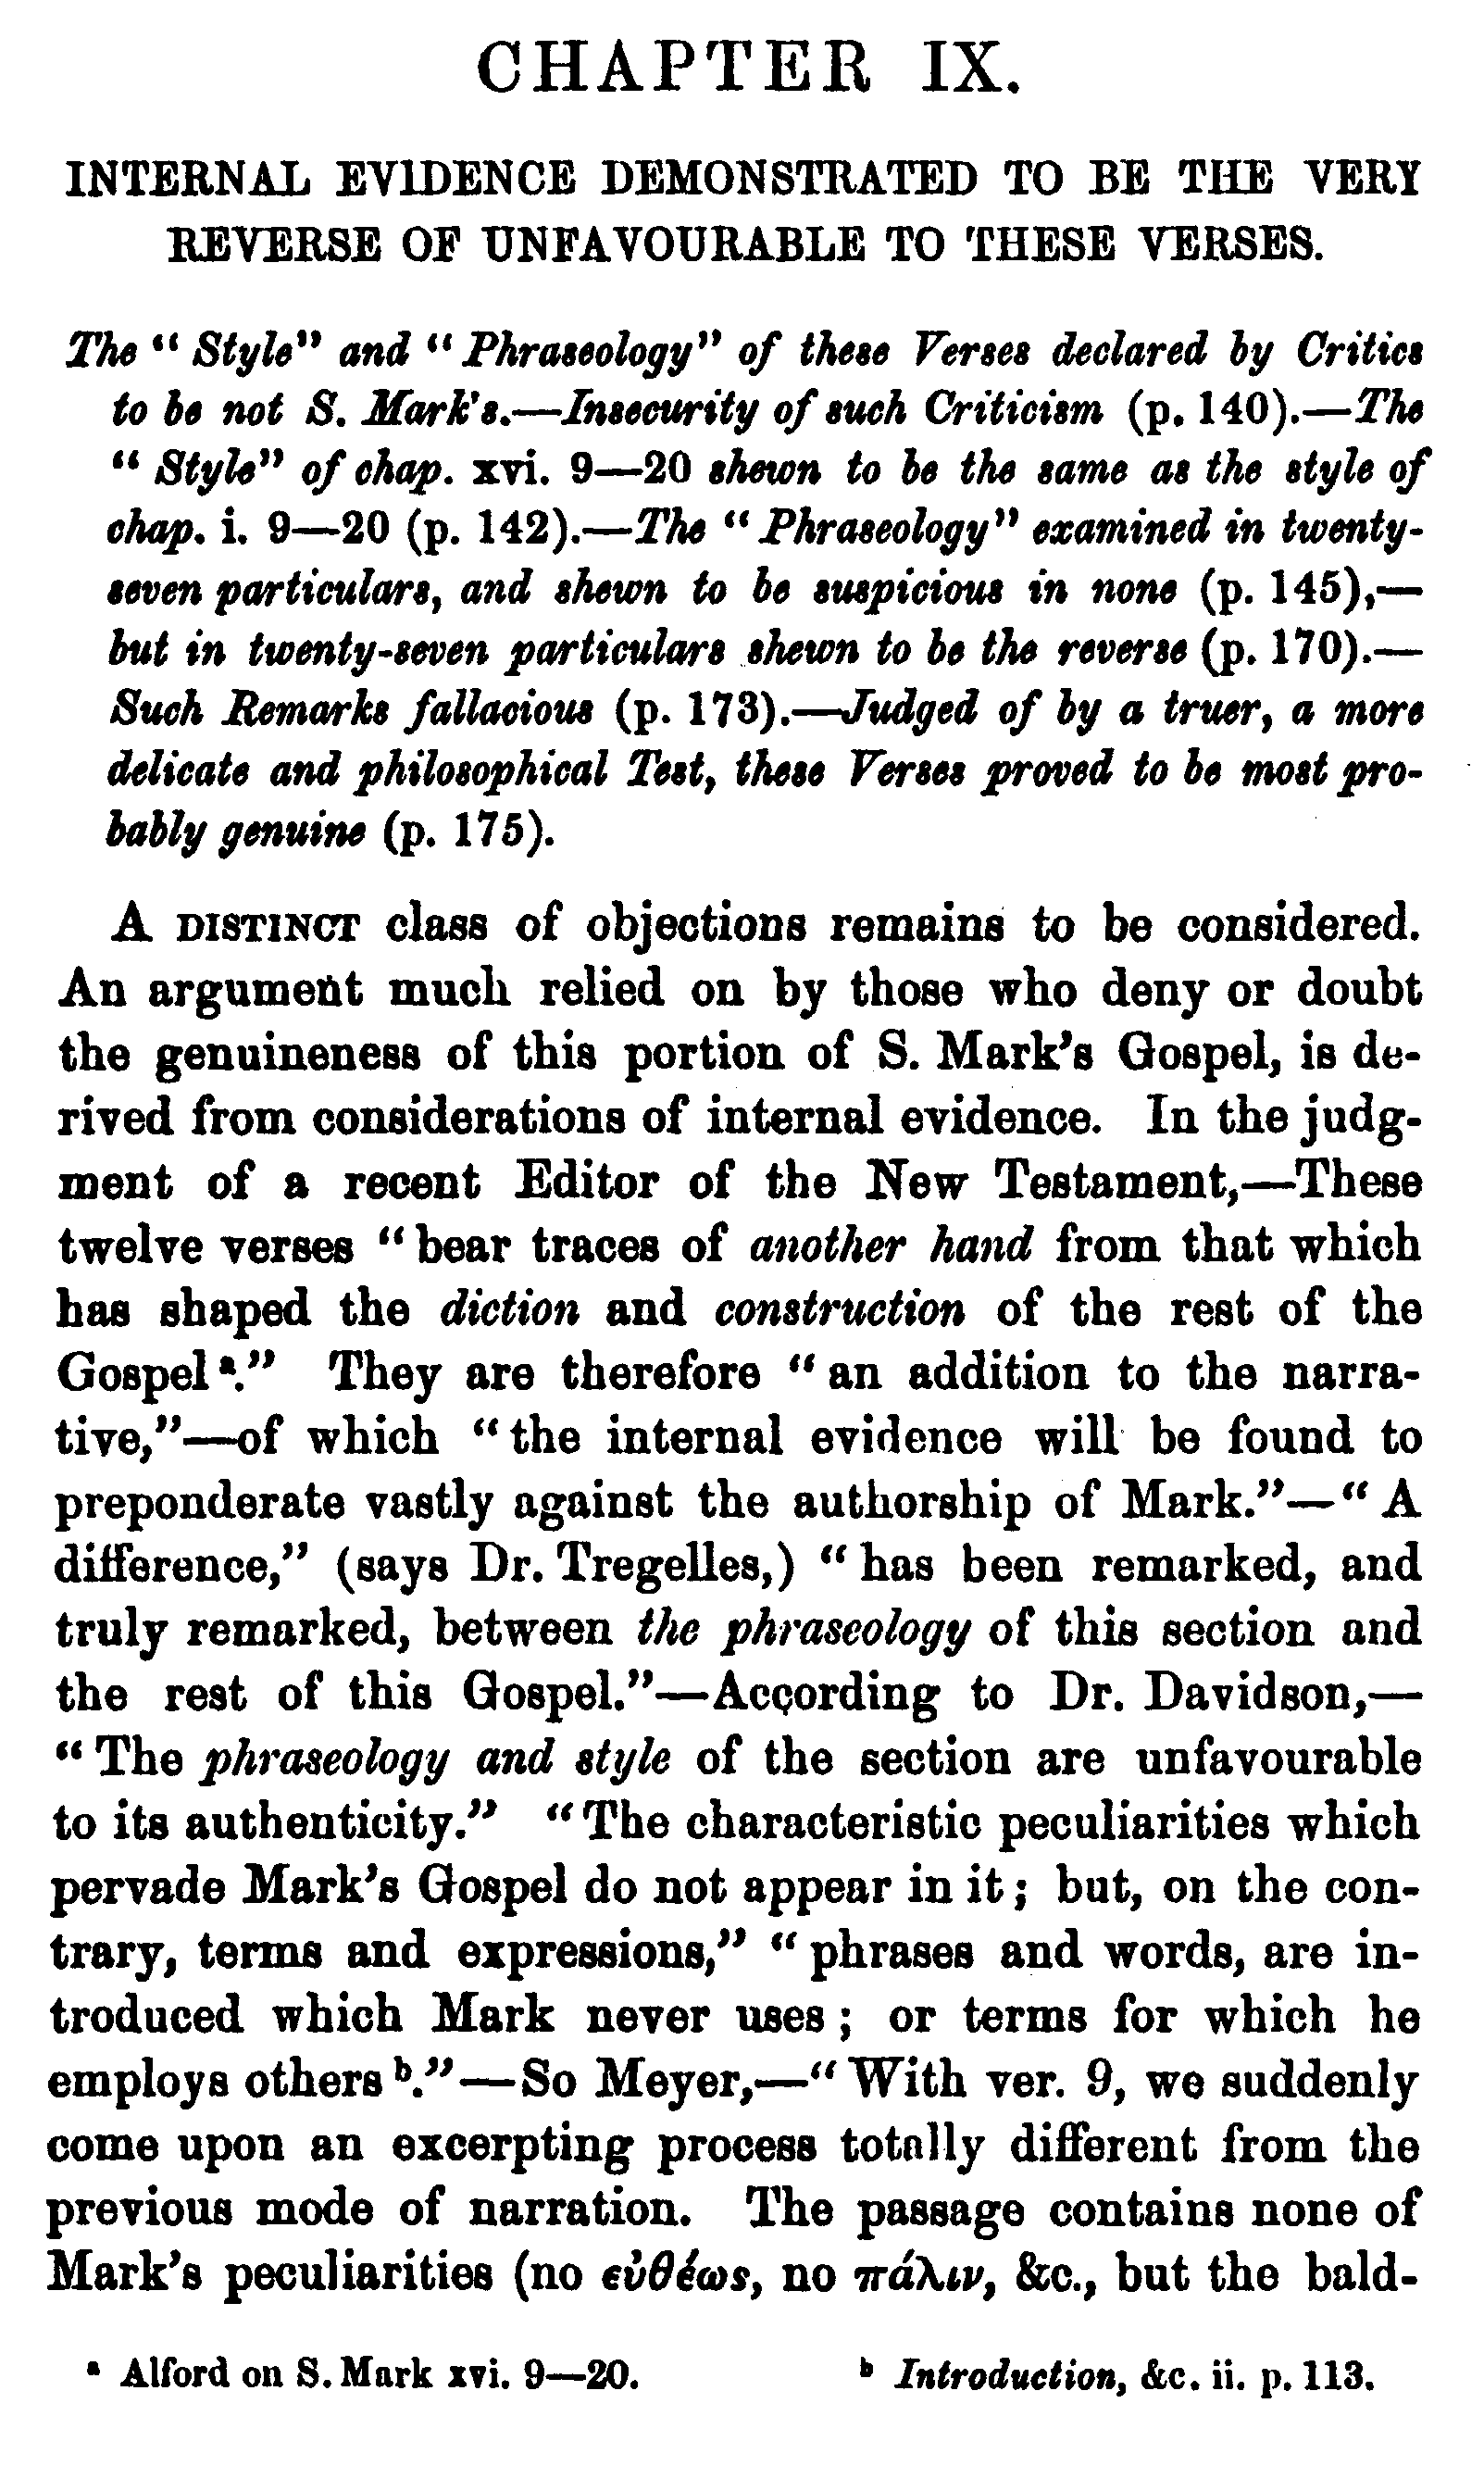 CHAPTER IX.
INTERNAL EVIDENCE DEMONSTRATED TO BE THE VERY
REVERSE OF UNFAVOURABLE TO THESE VERSES.
The “Style” and “Phraseology” of these Verses declared by Critics
to be not S. Mark's.—Insecurity of such Criticism (p. 140).—The
“Style” of chap. xvi. 9—20 shewn to be the same as the style of
chap. i. 9—20 (p. 142).—The “Phraseology” examined in twenty-
seven particulars, and shewn to be suspicious in none (p. 145),—
but in twenty-seven particulars shewn to be the reverse (p. 170).—
Such Remarks fallacious (p. 173).—Judged of by a truer, a more
delicate and philosophical Test, these Verses proved to be most pro-
bably genuine (p. 175).
A DISTINCT class of objections remains to be considered.
An argument much relied on by those who deny or doubt
the genuineness of this portion of S. Mark's Gospel, is de-
rived from considerations of internal evidence. In the judg-
ment of a recent Editor of the New Testament,—These
twelve verses “bear traces of another hand from that which
has shaped the diction and construction of the rest of the
Gospel ª.” They are therefore “an addition to the narra-
tive,”—of which “the internal evidence will be found to
preponderate vastly against the authorship of Mark.”—“A
difference,” (says Dr. Tregelles,) “has been remarked, and
truly remarked, between the phraseology of this section and
the rest of this Gospel.”—According to Dr. Davidson,—
“The phraseology and style of the section are unfavourable
to its authenticity.” “The characteristic peculiarities which
pervade Mark's Gospel do not appear in it; but, on the con-
trary, terms and expressions,” “phrases and words, are in-
troduced which Mark never uses; or terms for which he
employs others ᵇ.”—So Meyer,—“With ver. 9, we suddenly
come upon an excerpting process totally different from the
previous mode of narration. The passage contains none of
Mark's peculiarities (no εὐθέως, no πάλιν, &c., but the bald-
ª Alford on S. Mark xvi. 9—20. ᵇ Introduction, &c. ii. p. 113.